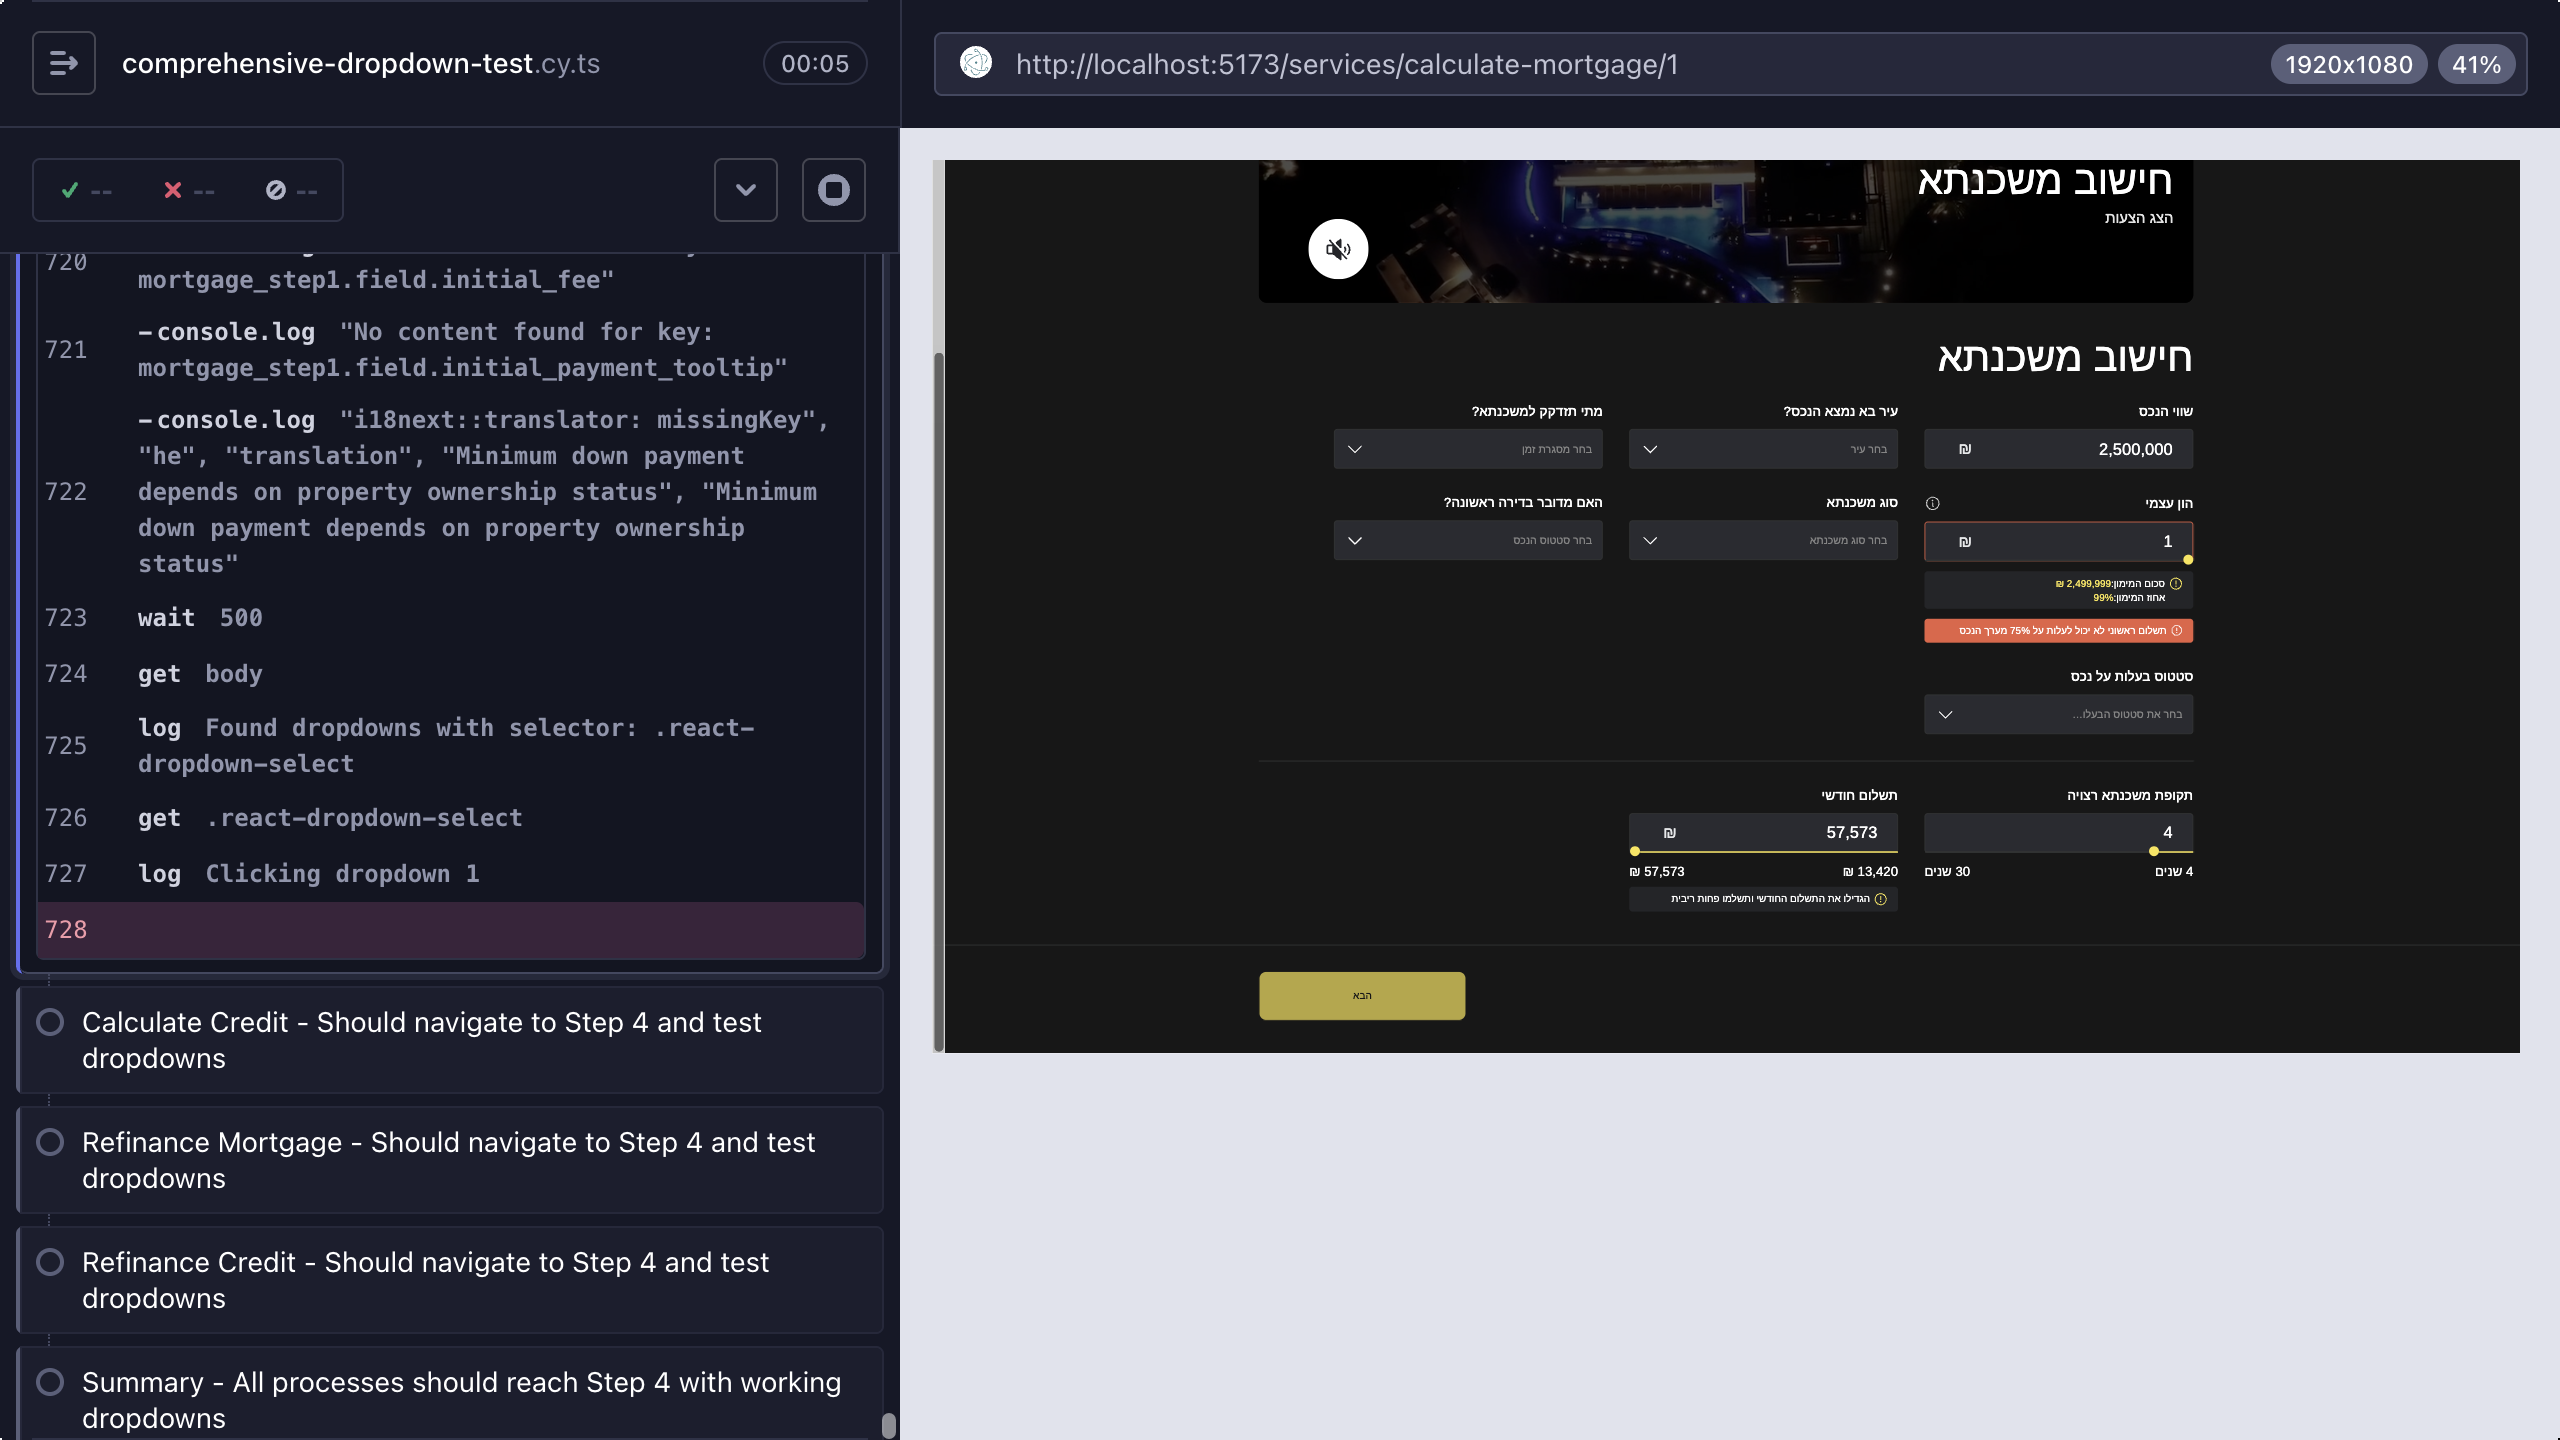 comprehensive-dropdown-test.cy.ts
00:05
--
--
--
720
mortgage_step1.field.initial_fee"
721
-console.log "No content found for key:
mortgage_step1.field.initial_payment_tooltip"
722
-console.log "i18next::translator: missingKey",
"he", "translation", "Minimum down payment
depends on property ownership status", "Minimum
down payment depends on property ownership
status"
723 wait 500
724 get body
725
log Found dropdowns with selector: .react-
dropdown-select
726 get .react-dropdown-select
727 log Clicking dropdown 1
728
Calculate Credit - Should navigate to Step 4 and test
dropdowns
Refinance Mortgage - Should navigate to Step 4 and test
dropdowns
Refinance Credit - Should navigate to Step 4 and test
dropdowns
Summary - All processes should reach Step 4 with working
dropdowns
http://localhost:5173/services/calculate-mortgage/1
1920x1080
41%
חישוב משכנתא
הצג הצעות
חישוב משכנתא
שווי הנכס
2,500,000 ₪
עיר בא נמצא הנכס?
בחר עיר
מתי תזדקק למשכנתא?
בחר מסגרת זמן
הון עצמי
1 ₪
סכום המימון:2,499,999 ₪
אחוז המימון:99%
תשלום ראשוני לא יכול לעלות על 75% מערך הנכס
סוג משכנתא
בחר סוג משכנתא
האם מדובר בדירה ראשונה?
בחר סטטוס הנכס
סטטוס בעלות על נכס
בחר את סטטוס הבעלו...
תקופת משכנתא רצויה
4
4 שנים
30 שנים
תשלום חודשי
57,573 ₪
13,420 ₪
57,573 ₪
הגדילו את התשלום החודשי ותשלמו פחות ריבית
הבא